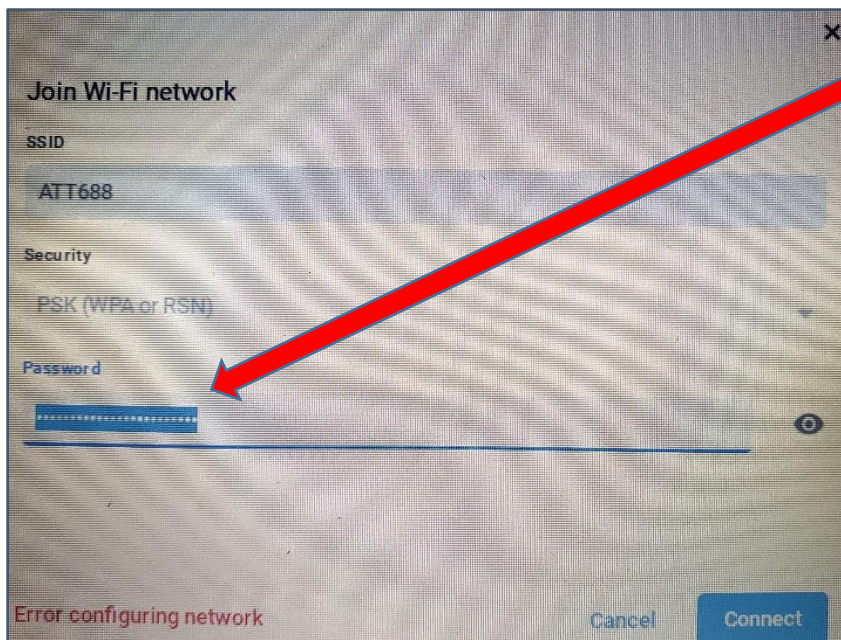 Join Wi-Fi network
SSID
ATT688
Security
PSK (WPA or RSN)
Password
Error configuring network
Cancel
Connect